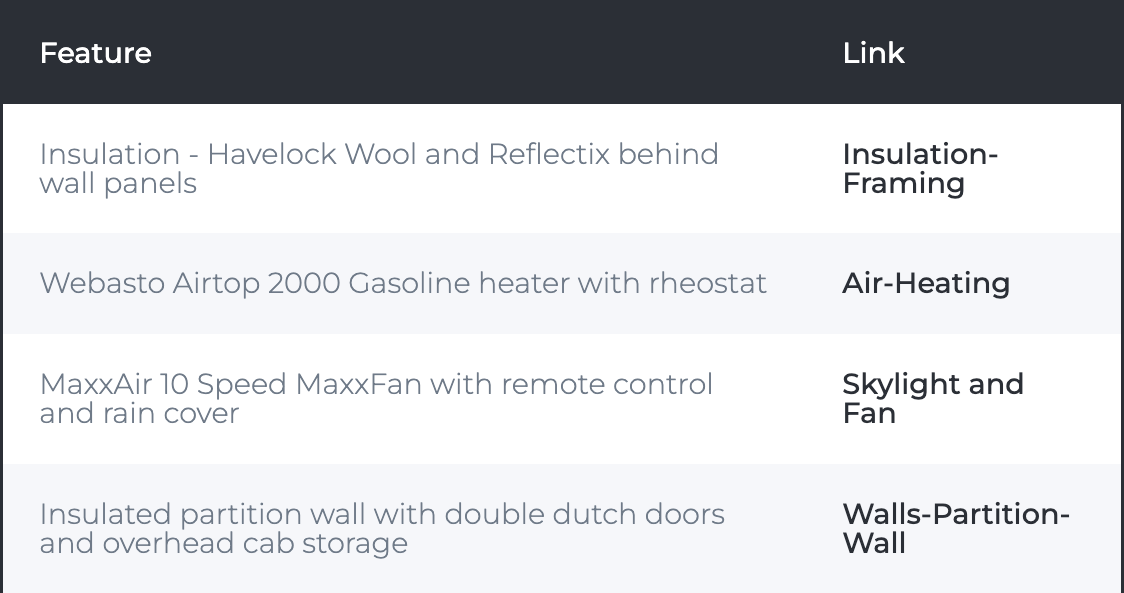 Feature Link
Insulation - Havelock Wool and Reflectix behind
wall panels
Insulation-
Framing
Webasto Airtop 2000 Gasoline heater with rheostat
Air-Heating
MaxxAir 10 Speed MaxxFan with remote control
and rain cover
Skylight and
Fan
Insulated partition wall with double dutch doors
and overhead cab storage
Walls-Partition-
Wall